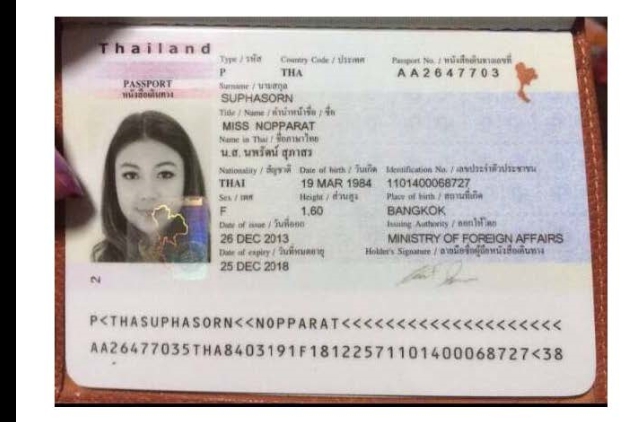 Thailand
Type / รหัส Country Code / ประเทศ Passport No. / หนังสือเดินทางเลขที่
P THA AA2647703
PASSPORT
หนังสือเดินทาง
Surname / นามสกุล
SUPHASORN
Title / Name / คำนำหน้าชื่อ / ชื่อ
MISS NOPPARAT
Name in Thai / ชื่อภาษาไทย
น.ส. นพรัตน์ สุภาสร
Nationality / สัญชาติ Date of birth / วันเกิด Identification No. / เลขประจำตัวประชาชน
THAI 19 MAR 1984 1101400068727
Sex / เพศ Height / ส่วนสูง Place of birth / สถานที่เกิด
F 1.60 BANGKOK
Date of issue / วันที่ออก Issuing Authority / ออกให้โดย
26 DEC 2013 MINISTRY OF FOREIGN AFFAIRS
Date of expiry / วันที่หมดอายุ Holder's Signature / ลายมือชื่อผู้ถือหนังสือเดินทาง
25 DEC 2018
2
P<THASUPHASORN<<NOPPARAT<<<<<<<<<<<<<<<<<<<<
AA26477035THA8403191F18122571101400068727<38